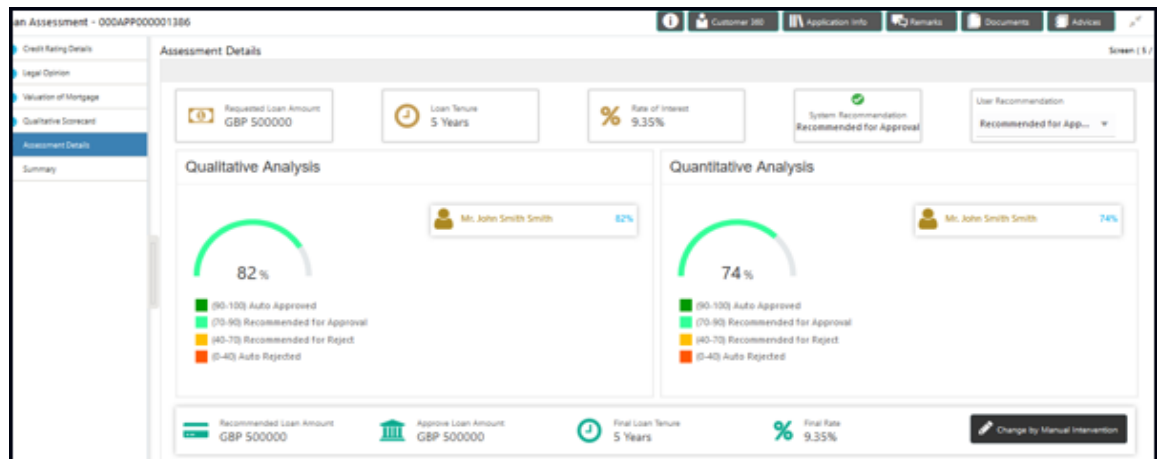 an Assessment - 000APP000001386
Customer 360
Application Info
Remarks
Documents
Advices
Credit Rating Details
Legal Opinion
Valuation of Mortgage
Qualitative Scorecard
Assessment Details
Summary
Assessment Details
Screen ( 5 /
Requested Loan Amount
GBP 500000
Loan Tenure
5 Years
Rate of Interest
9.35%
System Recommendation
Recommended for Approval
User Recommendation
Recommended for App...
Qualitative Analysis
Mr. John Smith Smith 82%
82 %
(90-100) Auto Approved
(70-90) Recommended for Approval
(40-70) Recommended for Reject
(0-40) Auto Rejected
Quantitative Analysis
Mr. John Smith Smith 74%
74 %
(90-100) Auto Approved
(70-90) Recommended for Approval
(40-70) Recommended for Reject
(0-40) Auto Rejected
Recommended Loan Amount
GBP 500000
Approve Loan Amount
GBP 500000
Final Loan Tenure
5 Years
Final Rate
9.35%
Change by Manual Intervention